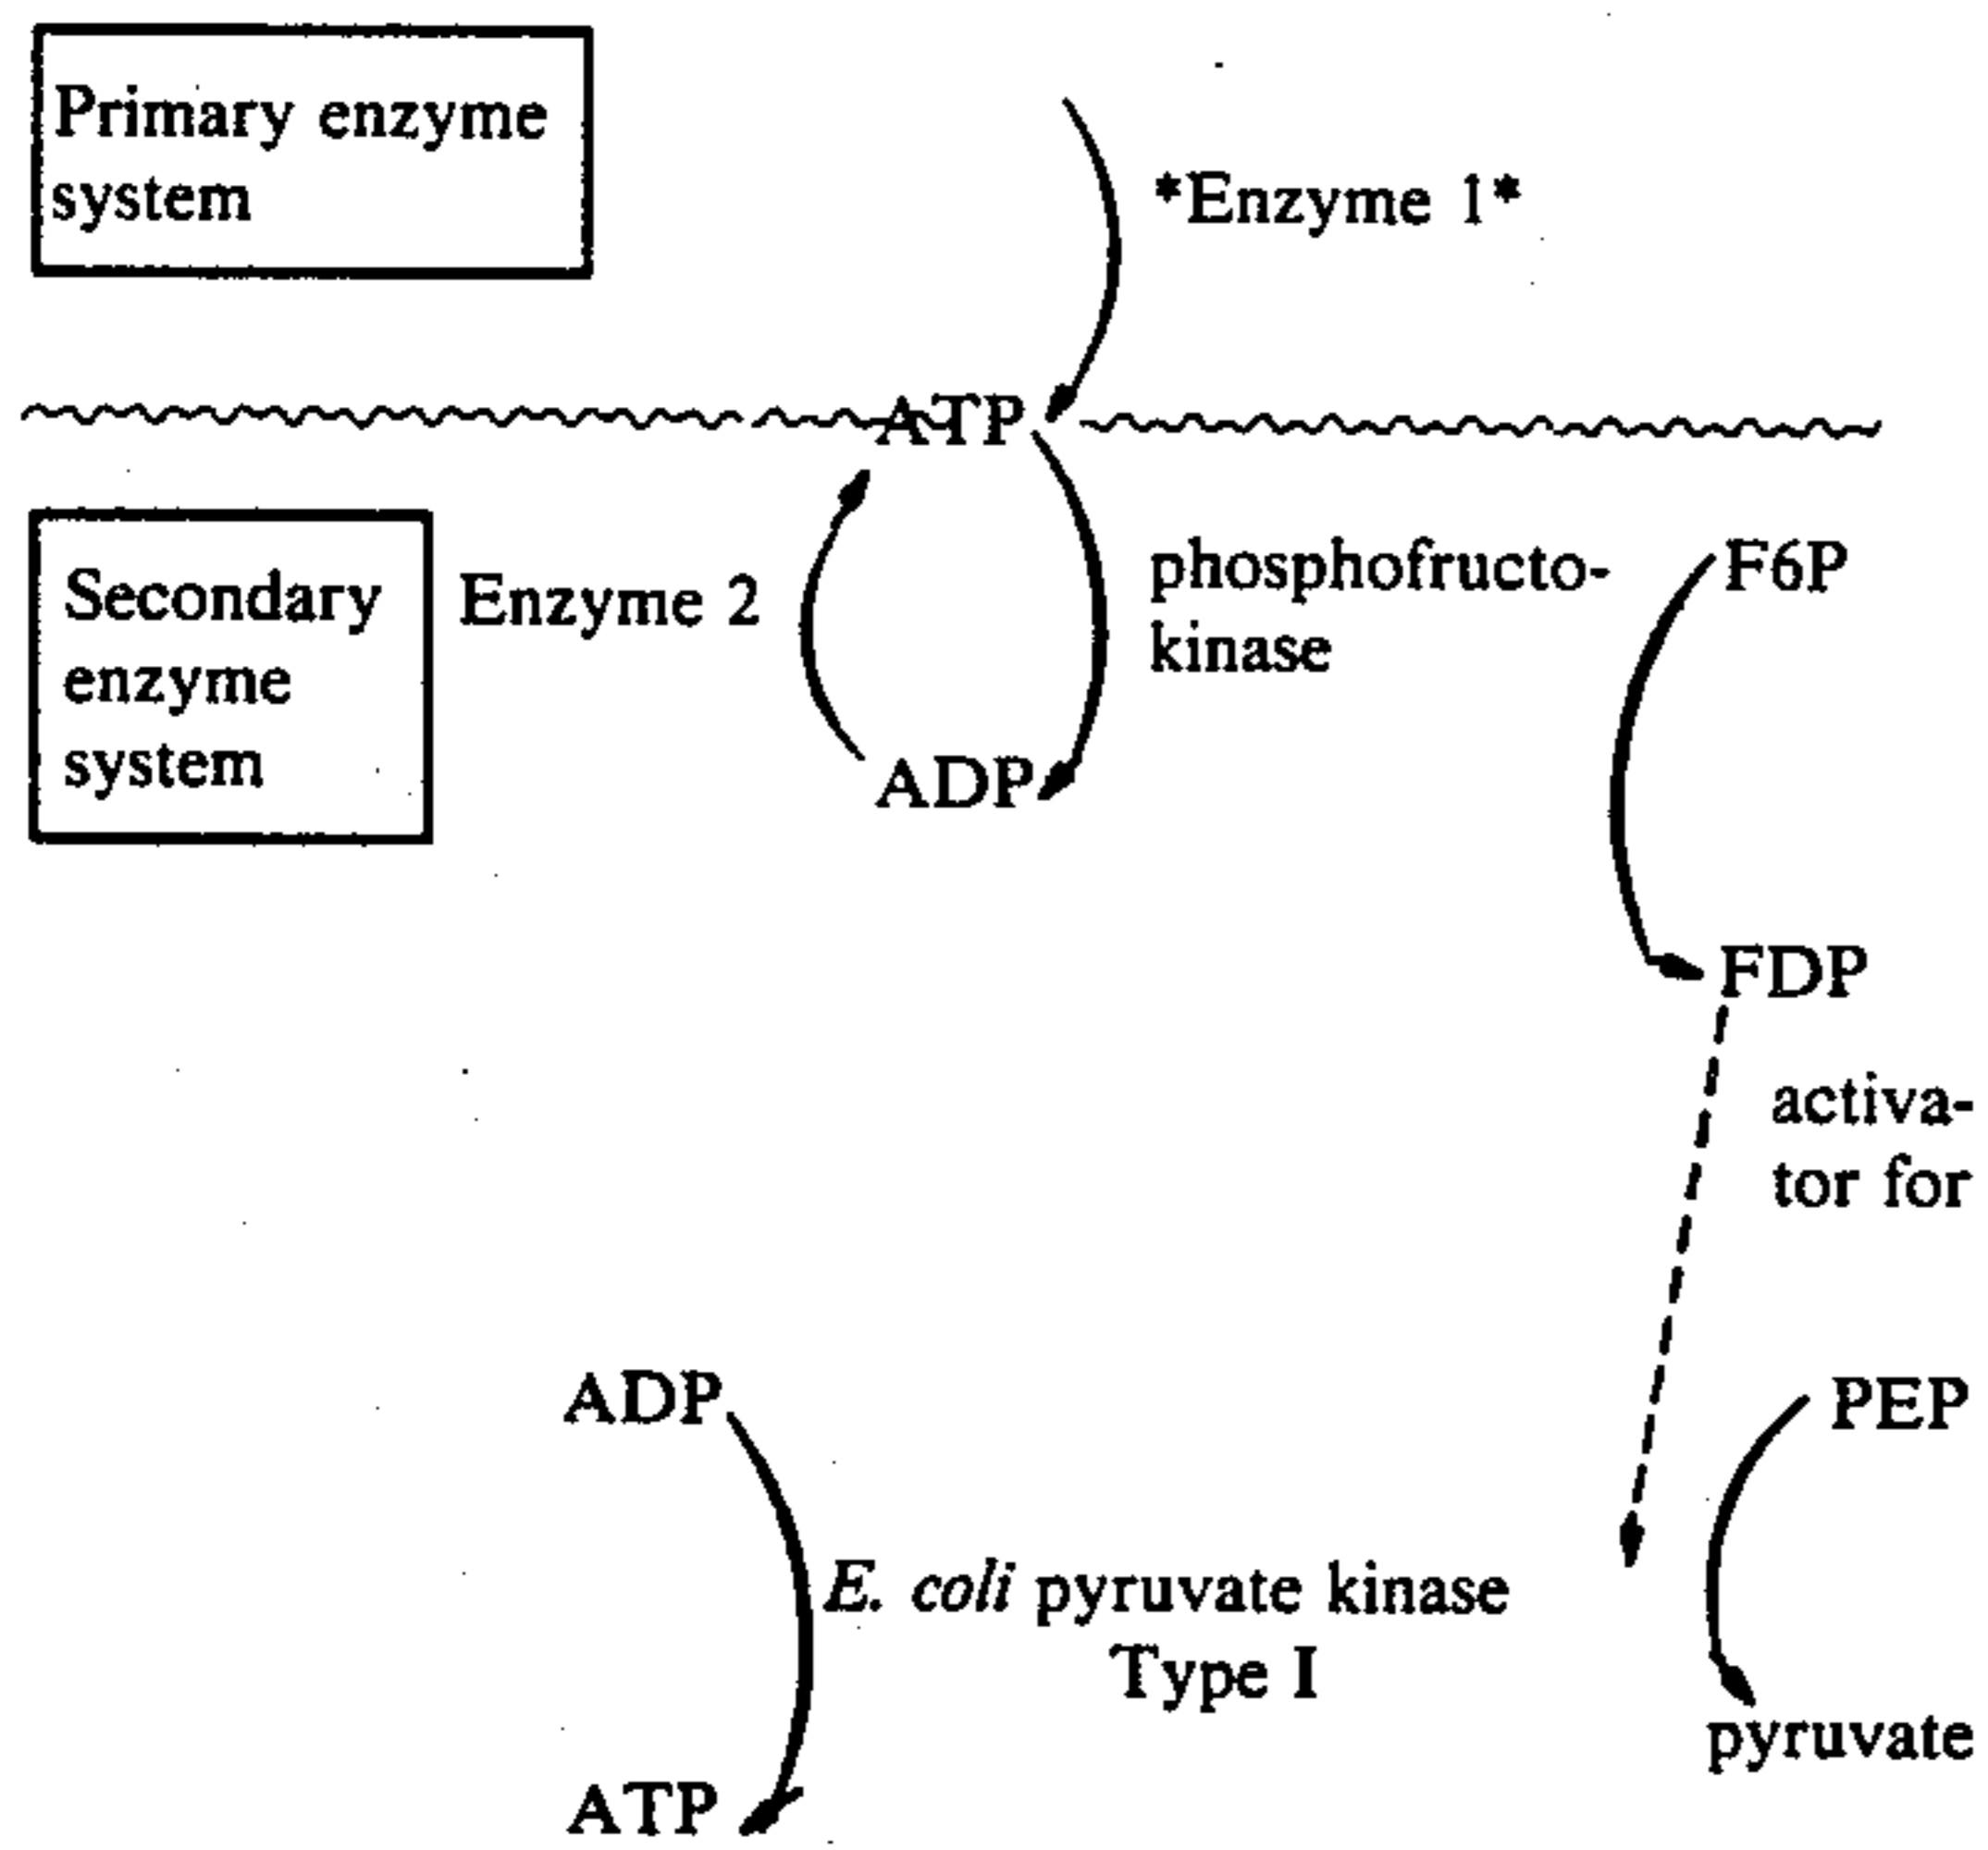 Primary enzyme
system
*Enzyme 1*
ATP
Secondary
enzyme
system
Enzyme 2
phosphofructo-
kinase
F6P
ADP
FDP
activa-
tor for
ADP
PEP
E. coli pyruvate kinase
Type I
pyruvate
ATP